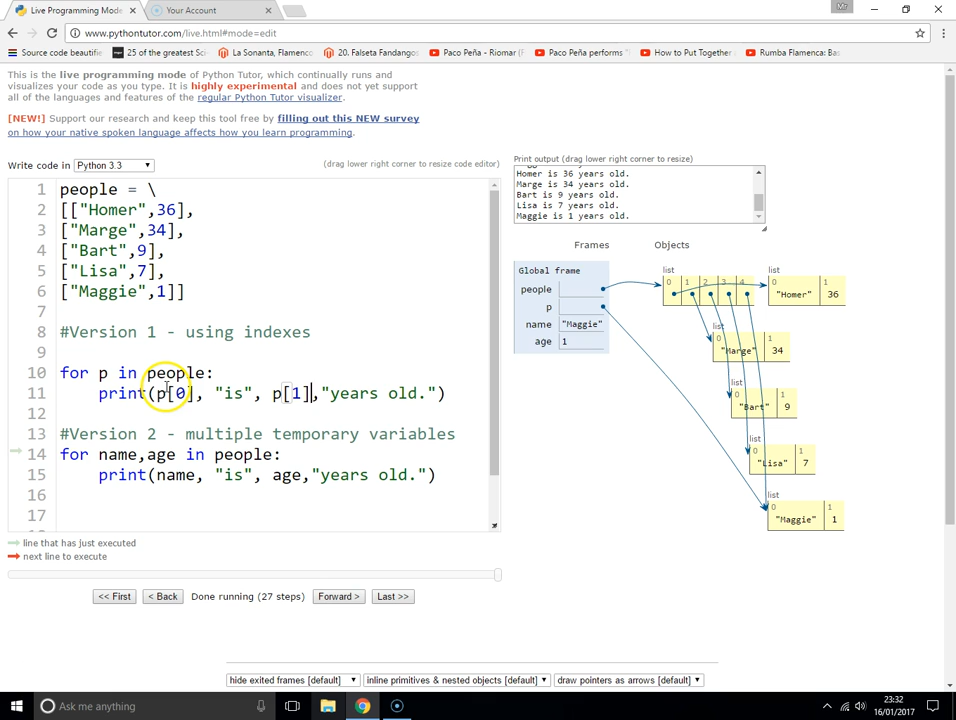 Live Programming Mode
Your Account
Mr
www.pythontutor.com/live.html#mode=edit
Source code beautifie
25 of the greatest Sci
La Sonanta, Flamenco
20. Falseta Fandangos
Paco Peña - Riomar (F
Paco Peña performs "
How to Put Together
Rumba Flamenca: Bas
This is the live programming mode of Python Tutor, which continually runs and
visualizes your code as you type. It is highly experimental and does not yet support
all of the languages and features of the regular Python Tutor visualizer.
[NEW!] Support our research and keep this tool free by filling out this NEW survey
on how your native spoken language affects how you learn programming.
Write code in Python 3.3
(drag lower right corner to resize code editor)
1 people = \
2 [["Homer",36],
3 ["Marge",34],
4 ["Bart",9],
5 ["Lisa",7],
6 ["Maggie",1]]
7
8 #Version 1 - using indexes
9
10 for p in people:
11 print(p[0], "is", p[1],"years old.")
12
13 #Version 2 - multiple temporary variables
14 for name,age in people:
15 print(name, "is", age,"years old.")
16
17
line that has just executed
next line to execute
<< First
< Back
Done running (27 steps)
Forward >
Last >>
Print output (drag lower right corner to resize)
Homer is 36 years old.
Marge is 34 years old.
Bart is 9 years old.
Lisa is 7 years old.
Maggie is 1 years old.
Frames
Objects
Global frame
people
p
name "Maggie"
age 1
list
0 1 2 3 4
list
0 1
"Homer" 36
list
0 1
"Marge" 34
list
0 1
"Bart" 9
list
0 1
"Lisa" 7
list
0 1
"Maggie" 1
hide exited frames [default]
inline primitives & nested objects [default]
draw pointers as arrows [default]
Ask me anything
23:32
16/01/2017